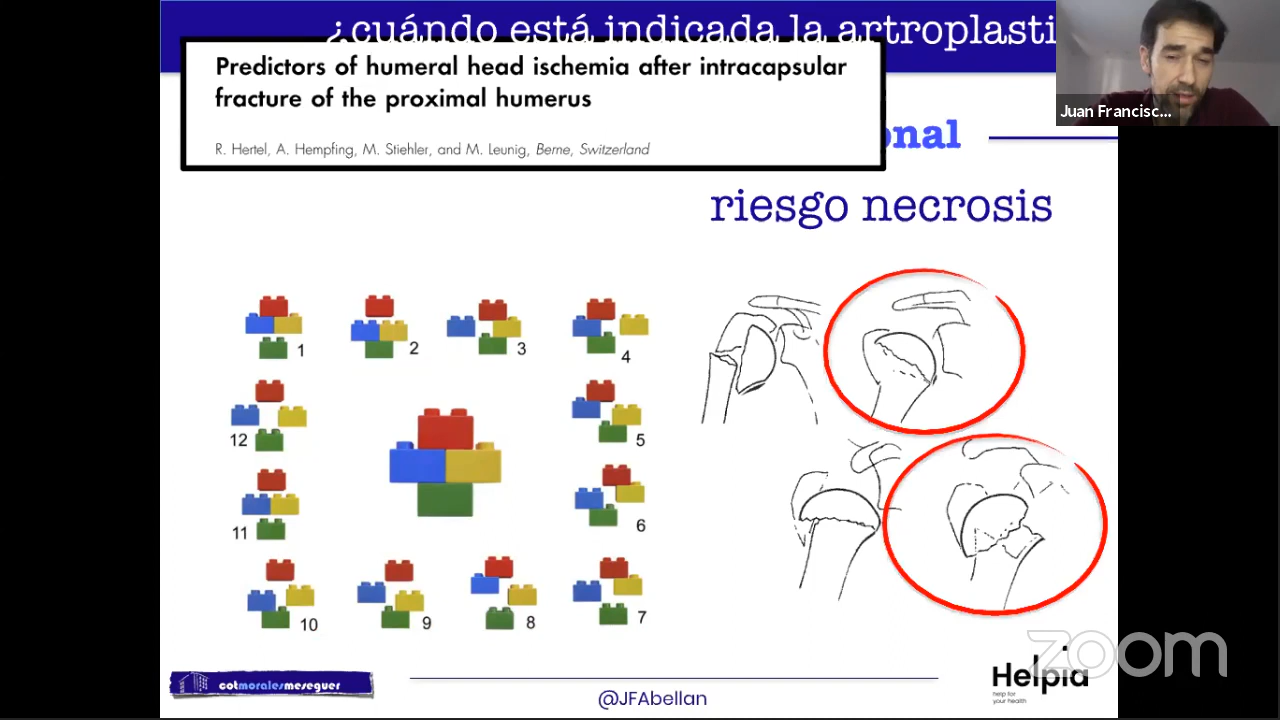 ¿cuándo está indicada la artroplasti
Predictors of humeral head ischemia after intracapsular
fracture of the proximal humerus
R. Hertel, A. Hempfing, M. Stiehler, and M. Leunig, Berne, Switzerland
onal
Juan Francisc...
riesgo necrosis
1
2
3
4
12
5
11
6
10
9
8
7
cotmoralesmeseguer
@JFAbellan
Helpia
help for
your health
zoom